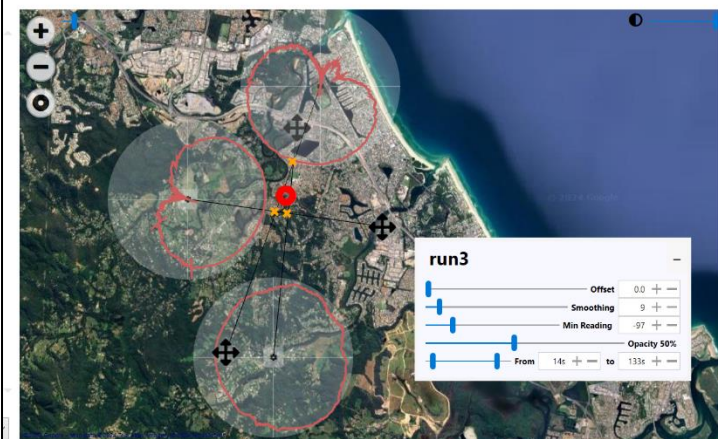 run3
Offset 0.0
Smoothing 9
Min Reading -97
Opacity 50%
From 14s to 133s